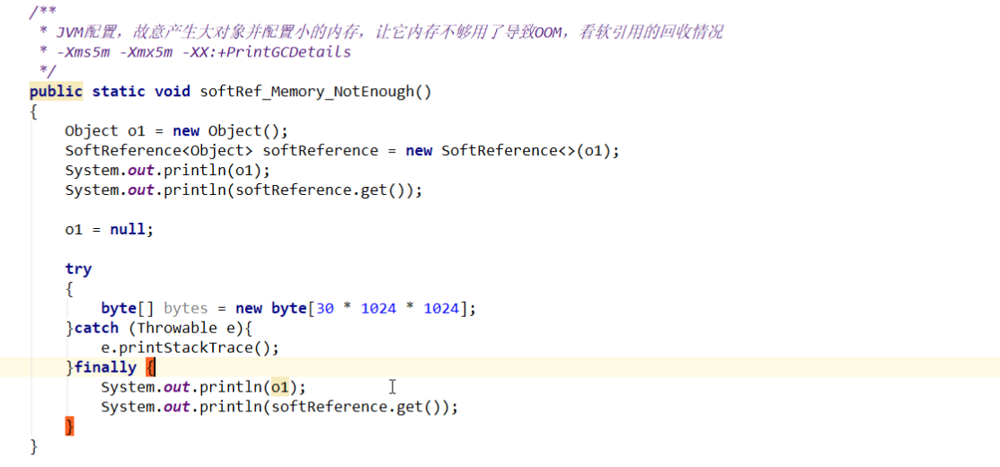 /**
 * JVM配置，故意产生大对象并配置小的内存，让它内存不够用了导致OOM，看软引用的回收情况
 * -Xms5m -Xmx5m -XX:+PrintGCDetails
 */
public static void softRef_Memory_NotEnough()
{
    Object o1 = new Object();
    SoftReference<Object> softReference = new SoftReference<>(o1);
    System.out.println(o1);
    System.out.println(softReference.get());

    o1 = null;

    try
    {
        byte[] bytes = new byte[30 * 1024 * 1024];
    }catch (Throwable e){
        e.printStackTrace();
    }finally {
        System.out.println(o1);
        System.out.println(softReference.get());
    }
}